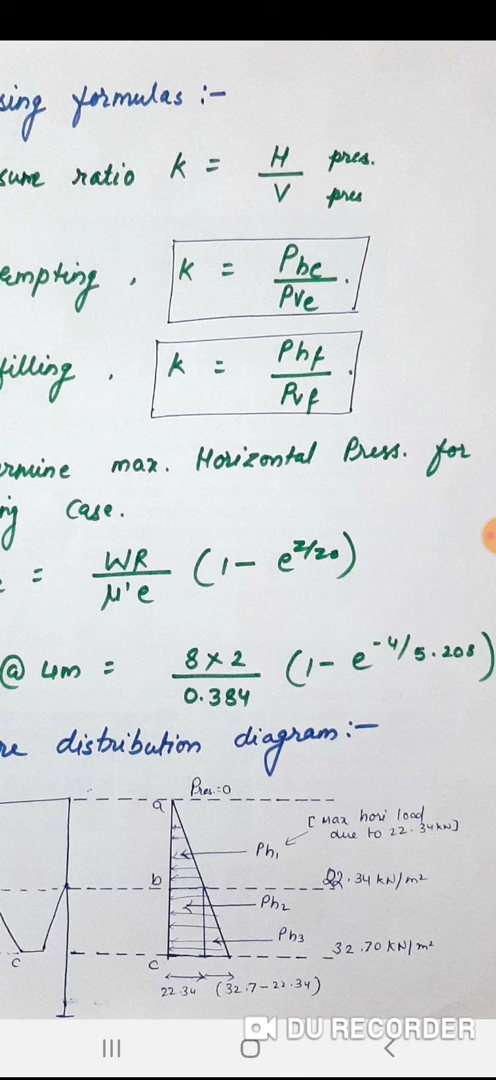 sing formulas :-
sure ratio K = H pres. / V pres
empting, K = Phe / Pve.
filling, K = Phf / Pvf.
ermine max. Horizontal Press. for
ng Case.
= WR / μ'e (1 - e^z/zo)
@ 4m = 8 × 2 / 0.384 (1 - e^-4/5.208)
re distribution diagram :-
Pres.=0
a
[Max hori load
due to 22.34kN]
Ph1
b
22.34 kN/m²
Ph2
Ph3
32.70 kN/m²
c
c
22.34 (32.7-22.34)
DU RECORDER